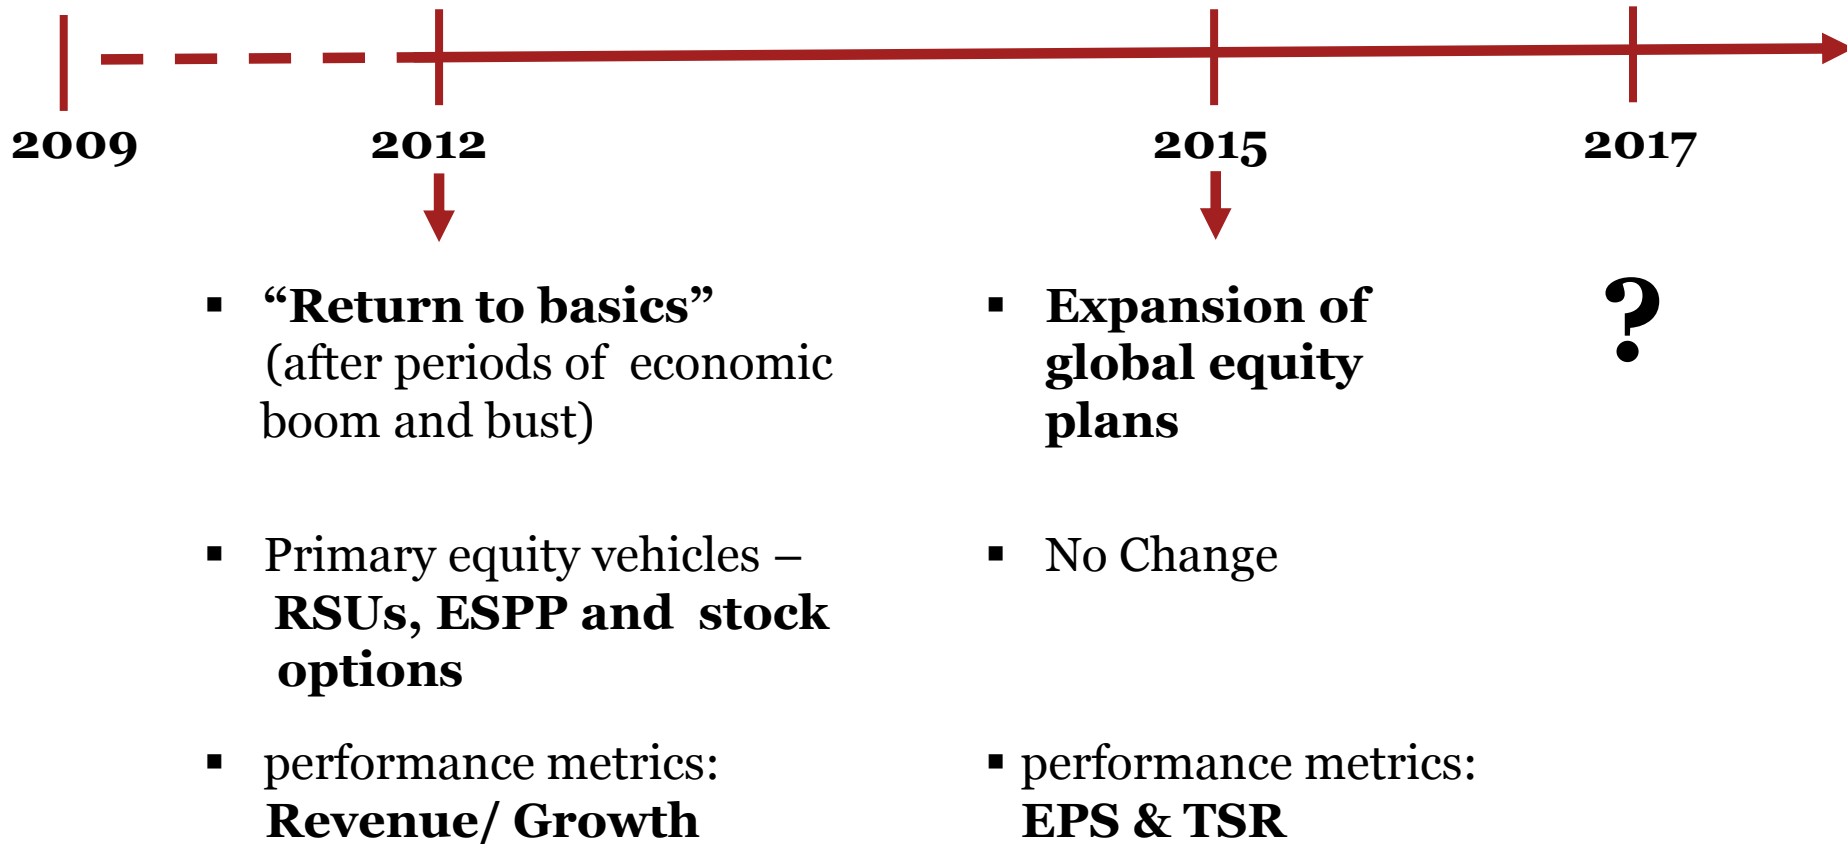 2009
2012
2015
2017
▪ “Return to basics”
(after periods of economic
boom and bust)
▪ Primary equity vehicles –
RSUs, ESPP and stock
options
▪ performance metrics:
Revenue/ Growth
▪ Expansion of
global equity
plans
▪ No Change
▪ performance metrics:
EPS & TSR
?